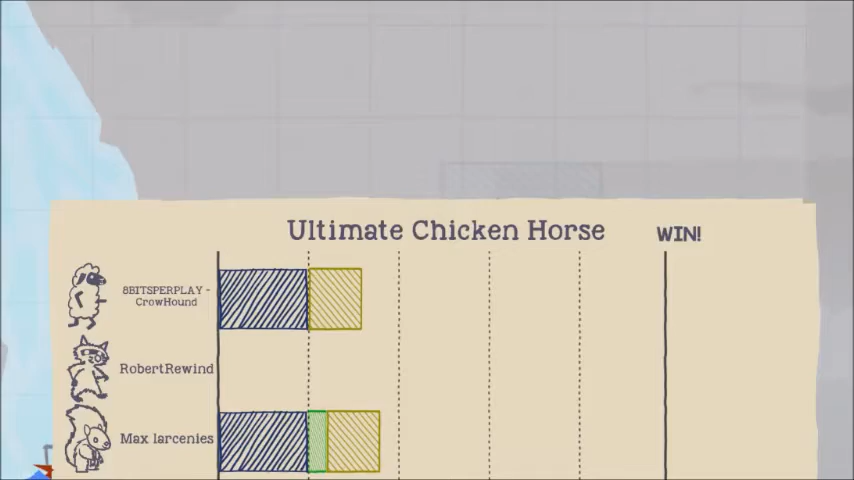 Ultimate Chicken Horse
WIN!
8BITSPERPLAY -
CrowHound
RobertRewind
Max larcenies